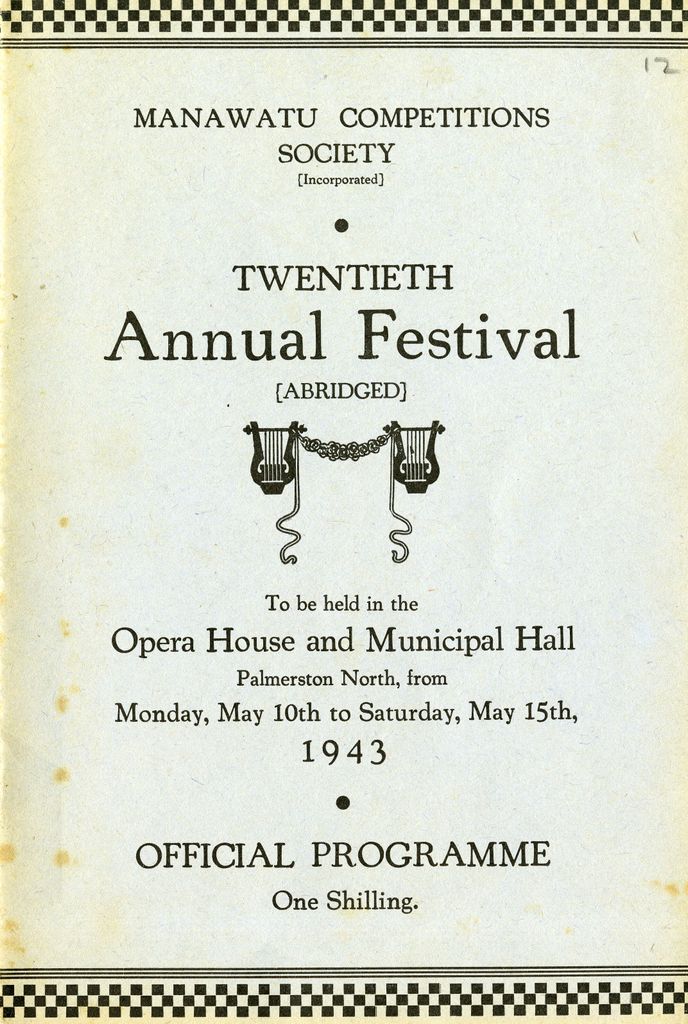 12
MANAWATU COMPETITIONS
SOCIETY
[Incorporated]
TWENTIETH
Annual Festival
[ABRIDGED]
To be held in the
Opera House and Municipal Hall
Palmerston North, from
Monday, May 10th to Saturday, May 15th,
1943
OFFICIAL PROGRAMME
One Shilling.